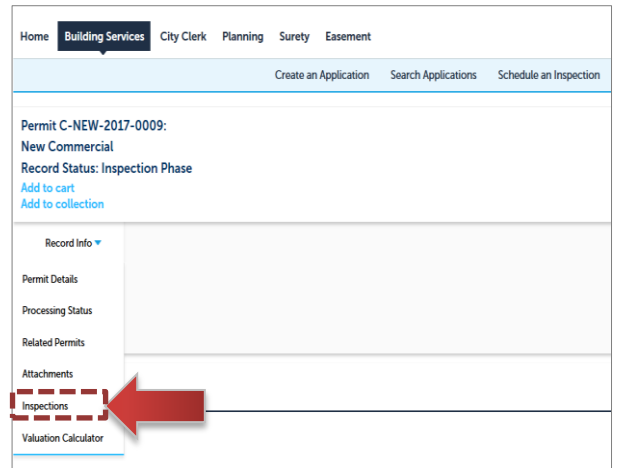 Home Building Services City Clerk Planning Surety Easement
Create an Application Search Applications Schedule an Inspection
Permit C-NEW-2017-0009:
New Commercial
Record Status: Inspection Phase
Add to cart
Add to collection
Record Info
Permit Details
Processing Status
Related Permits
Attachments
Inspections
Valuation Calculator